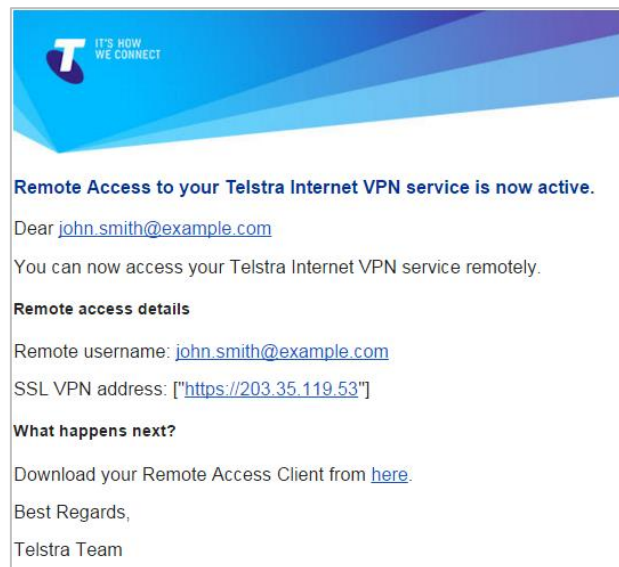 T IT'S HOW
WE CONNECT
Remote Access to your Telstra Internet VPN service is now active.
Dear john.smith@example.com
You can now access your Telstra Internet VPN service remotely.
Remote access details
Remote username: john.smith@example.com
SSL VPN address: ["https://203.35.119.53"]
What happens next?
Download your Remote Access Client from here.
Best Regards,
Telstra Team